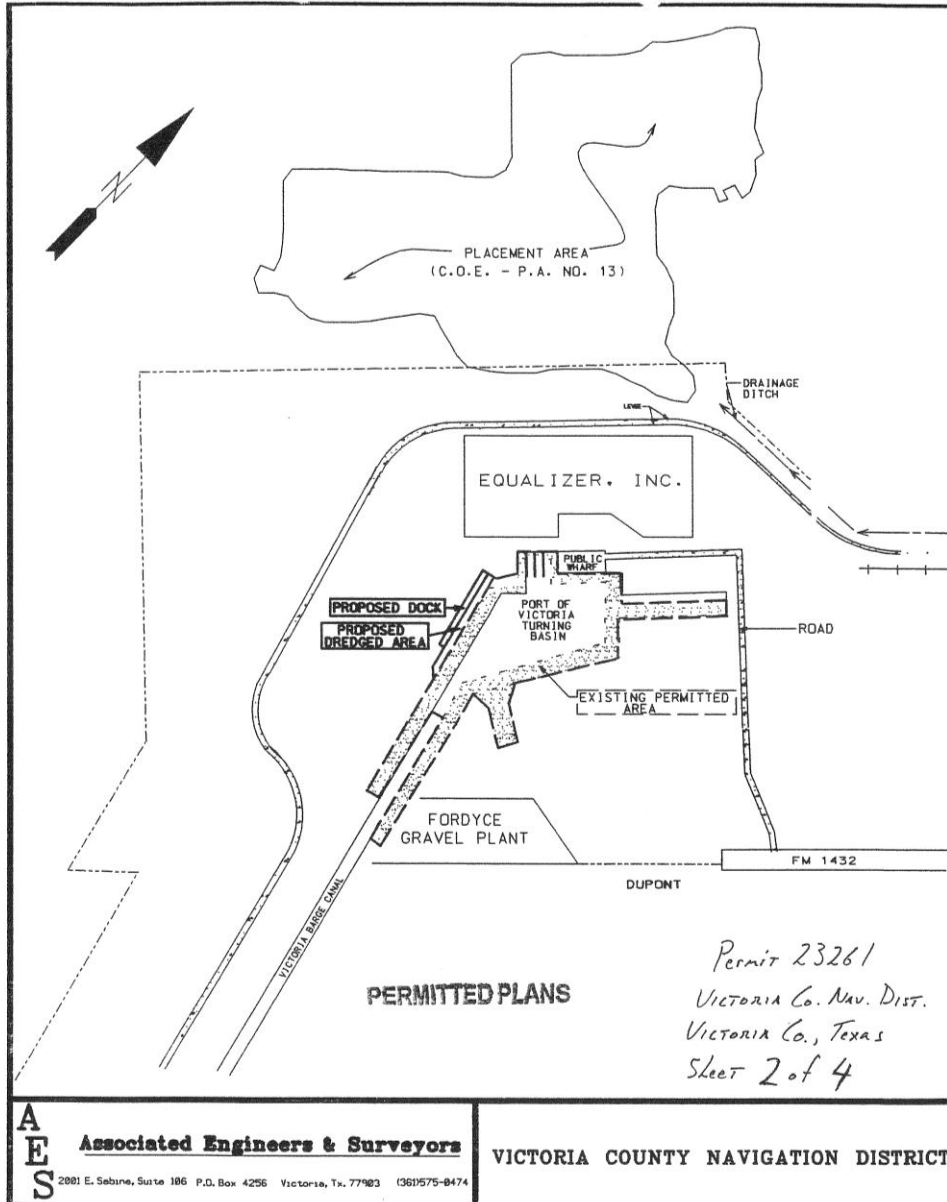 N
PLACEMENT AREA
(C.O.E. - P.A. NO. 13)
DRAINAGE
DITCH
LEVEE
EQUALIZER, INC.
PUBLIC
WHARF
PROPOSED DOCK
PROPOSED
DREDGED AREA
PORT OF
VICTORIA
TURNING
BASIN
ROAD
EXISTING PERMITTED
AREA
FORDYCE
GRAVEL PLANT
FM 1432
DUPONT
VICTORIA BARGE CANAL
PERMITTED PLANS
Permit 23261
Victoria Co. Nav. Dist.
Victoria Co., Texas
Sheet 2 of 4
AES
Associated Engineers & Surveyors
2001 E. Sabine, Suite 106 P.O. Box 4256 Victoria, Tx. 77903 (361)575-8474
VICTORIA COUNTY NAVIGATION DISTRICT